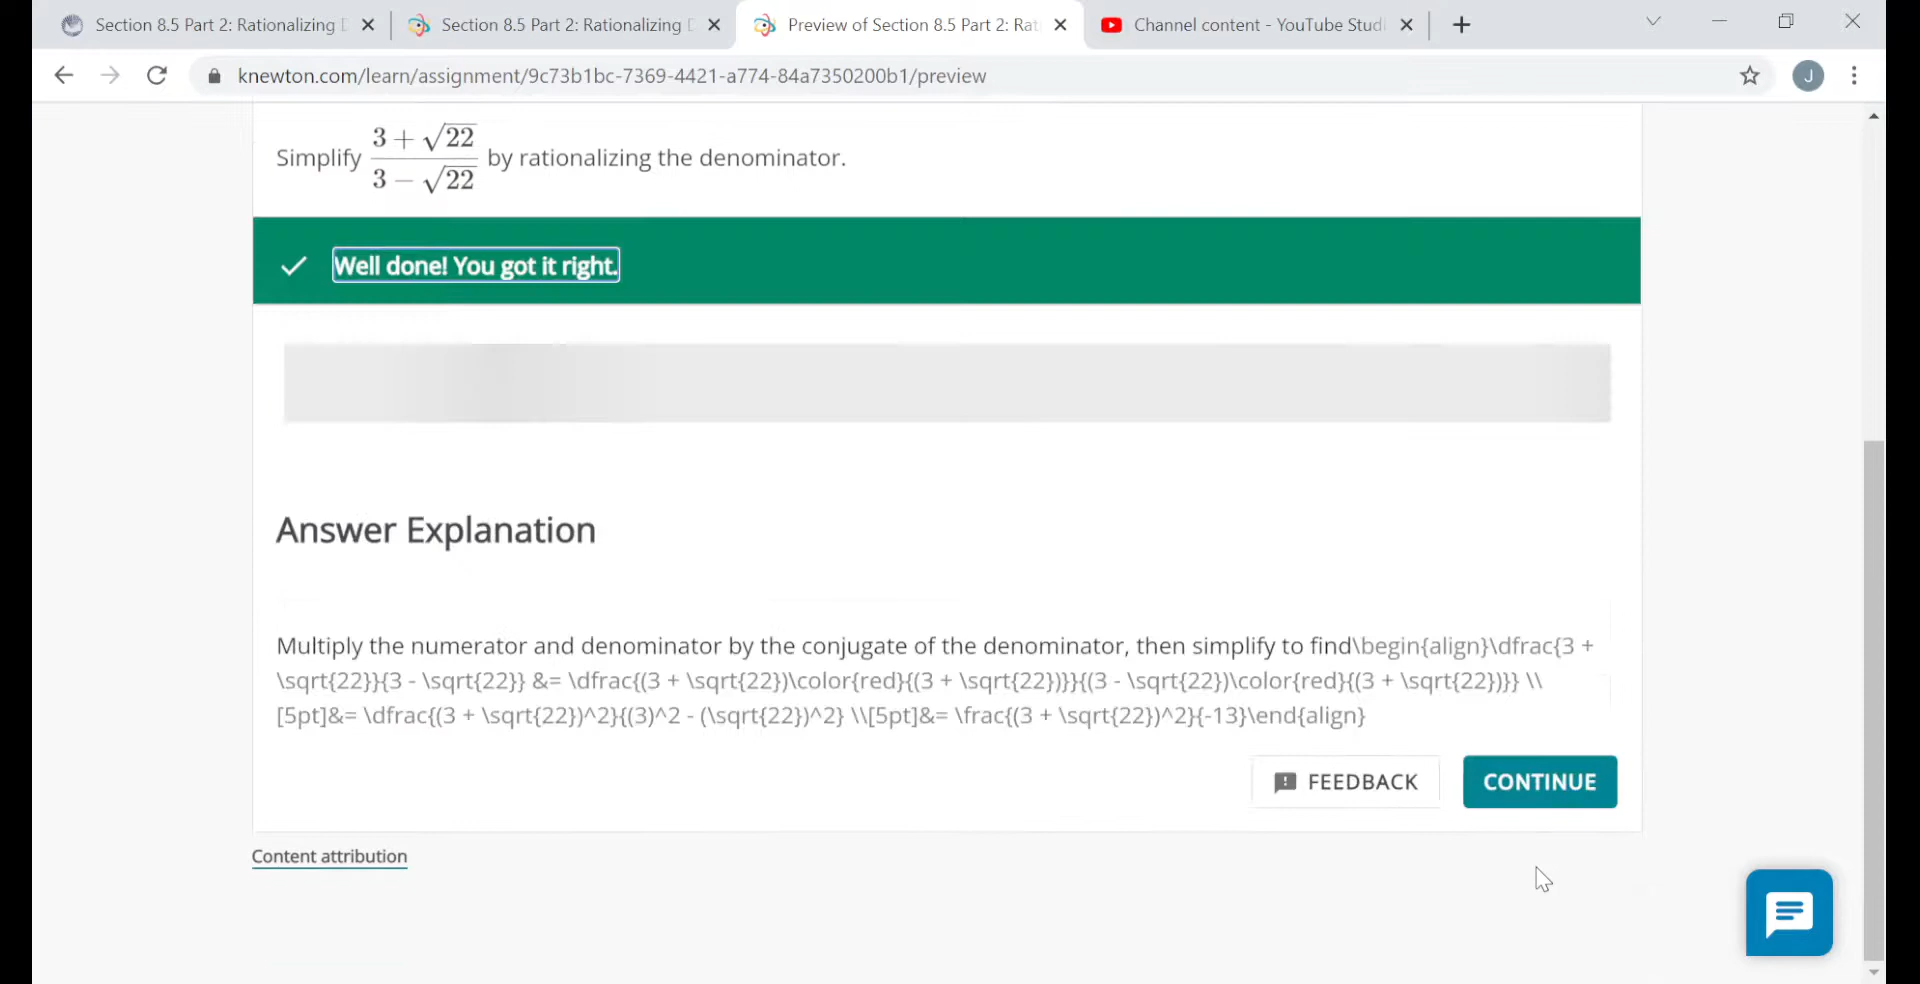 Section 8.5 Part 2: Rationalizing D
Section 8.5 Part 2: Rationalizing D
Preview of Section 8.5 Part 2: Rat
Channel content - YouTube Studi
knewton.com/learn/assignment/9c73b1bc-7369-4421-a774-84a7350200b1/preview
J
Simplify \frac{3 + \sqrt{22}}{3 - \sqrt{22}} by rationalizing the denominator.
Well done! You got it right.
Answer Explanation
Multiply the numerator and denominator by the conjugate of the denominator, then simplify to find\begin{align}\dfrac{3 +
\sqrt{22}}{3 - \sqrt{22}} &= \dfrac{(3 + \sqrt{22})\color{red}{(3 + \sqrt{22})}}{(3 - \sqrt{22})\color{red}{(3 + \sqrt{22})}} \\
[5pt]&= \dfrac{(3 + \sqrt{22})^2}{(3)^2 - (\sqrt{22})^2} \\[5pt]&= \frac{(3 + \sqrt{22})^2}{-13}\end{align}
FEEDBACK
CONTINUE
Content attribution